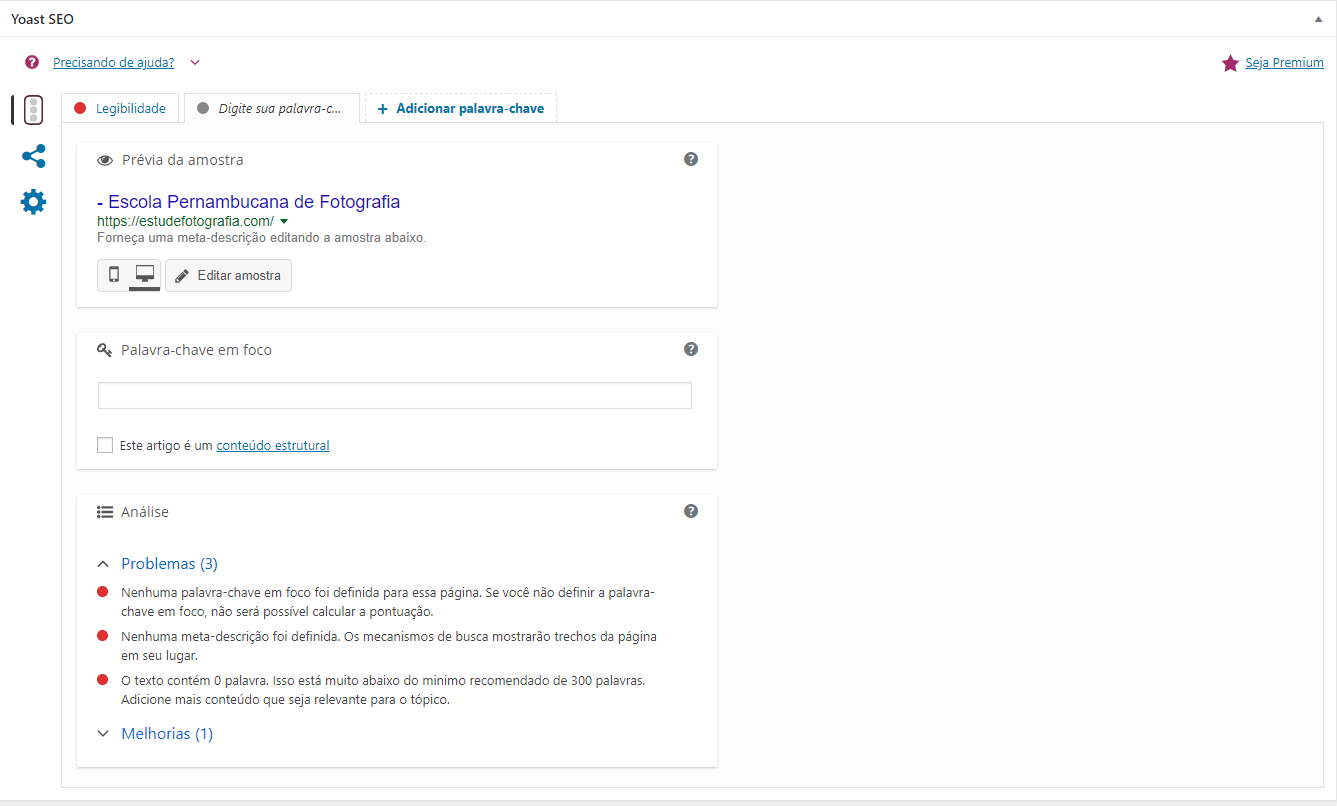 Yoast SEO
Precisando de ajuda?
Seja Premium
Legibilidade
Digite sua palavra-c...
+ Adicionar palavra-chave
Prévia da amostra
- Escola Pernambucana de Fotografia
https://estudefotografia.com/
Forneça uma meta-descrição editando a amostra abaixo.
Editar amostra
Palavra-chave em foco
Este artigo é um conteúdo estrutural
Análise
Problemas (3)
Nenhuma palavra-chave em foco foi definida para essa página. Se você não definir a palavra-
chave em foco, não será possível calcular a pontuação.
Nenhuma meta-descrição foi definida. Os mecanismos de busca mostrarão trechos da página
em seu lugar.
O texto contém 0 palavra. Isso está muito abaixo do minimo recomendado de 300 palavras.
Adicione mais conteúdo que seja relevante para o tópico.
Melhorias (1)